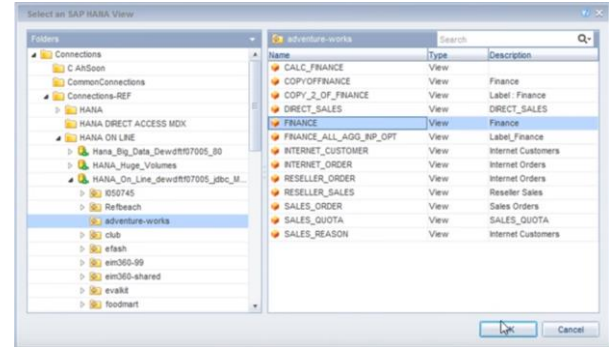 Select an SAP HANA View
Folders
Connections
C AhSoon
CommonConnections
Connections-REF
HANA
HANA DIRECT ACCESS MDX
HANA ON LINE
Hana_Big_Data_Dewdftf07005_80
HANA_Huge_Volumes
HANA_On_Line_dewdftf07005_jdbc_M...
I050745
Refbeach
adventure-works
club
efash
eim360-99
eim360-shared
evalkit
foodmart
adventure-works Search
Name Type Description
CALC_FINANCE View
COPYOFFINANCE View Finance
COPY_2_OF_FINANCE View Label : Finance
DIRECT_SALES View DIRECT_SALES
FINANCE View Finance
FINANCE_ALL_AGG_INP_OPT View Label_Finance
INTERNET_CUSTOMER View Internet Customers
INTERNET_ORDER View Internet Orders
RESELLER_ORDER View Internet Orders
RESELLER_SALES View Reseller Sales
SALES_ORDER View Sales Orders
SALES_QUOTA View SALES_QUOTA
SALES_REASON View Internet Customers
OK Cancel